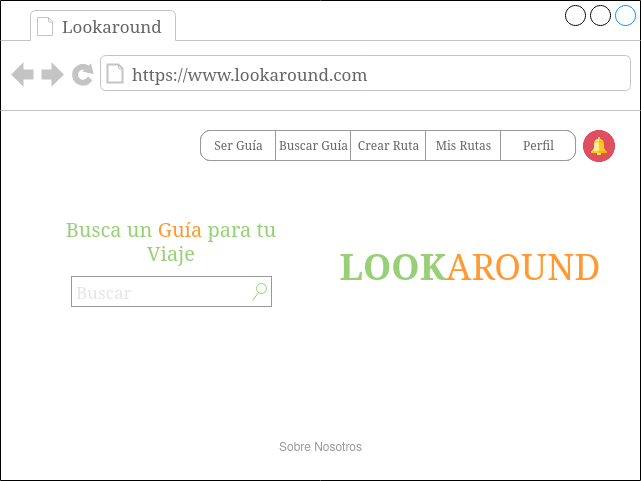 Lookaround
https://www.lookaround.com
Ser Guía
Buscar Guía
Crear Ruta
Mis Rutas
Perfil
Busca un Guía para tu
Viaje
Buscar
LOOKAROUND
Sobre Nosotros